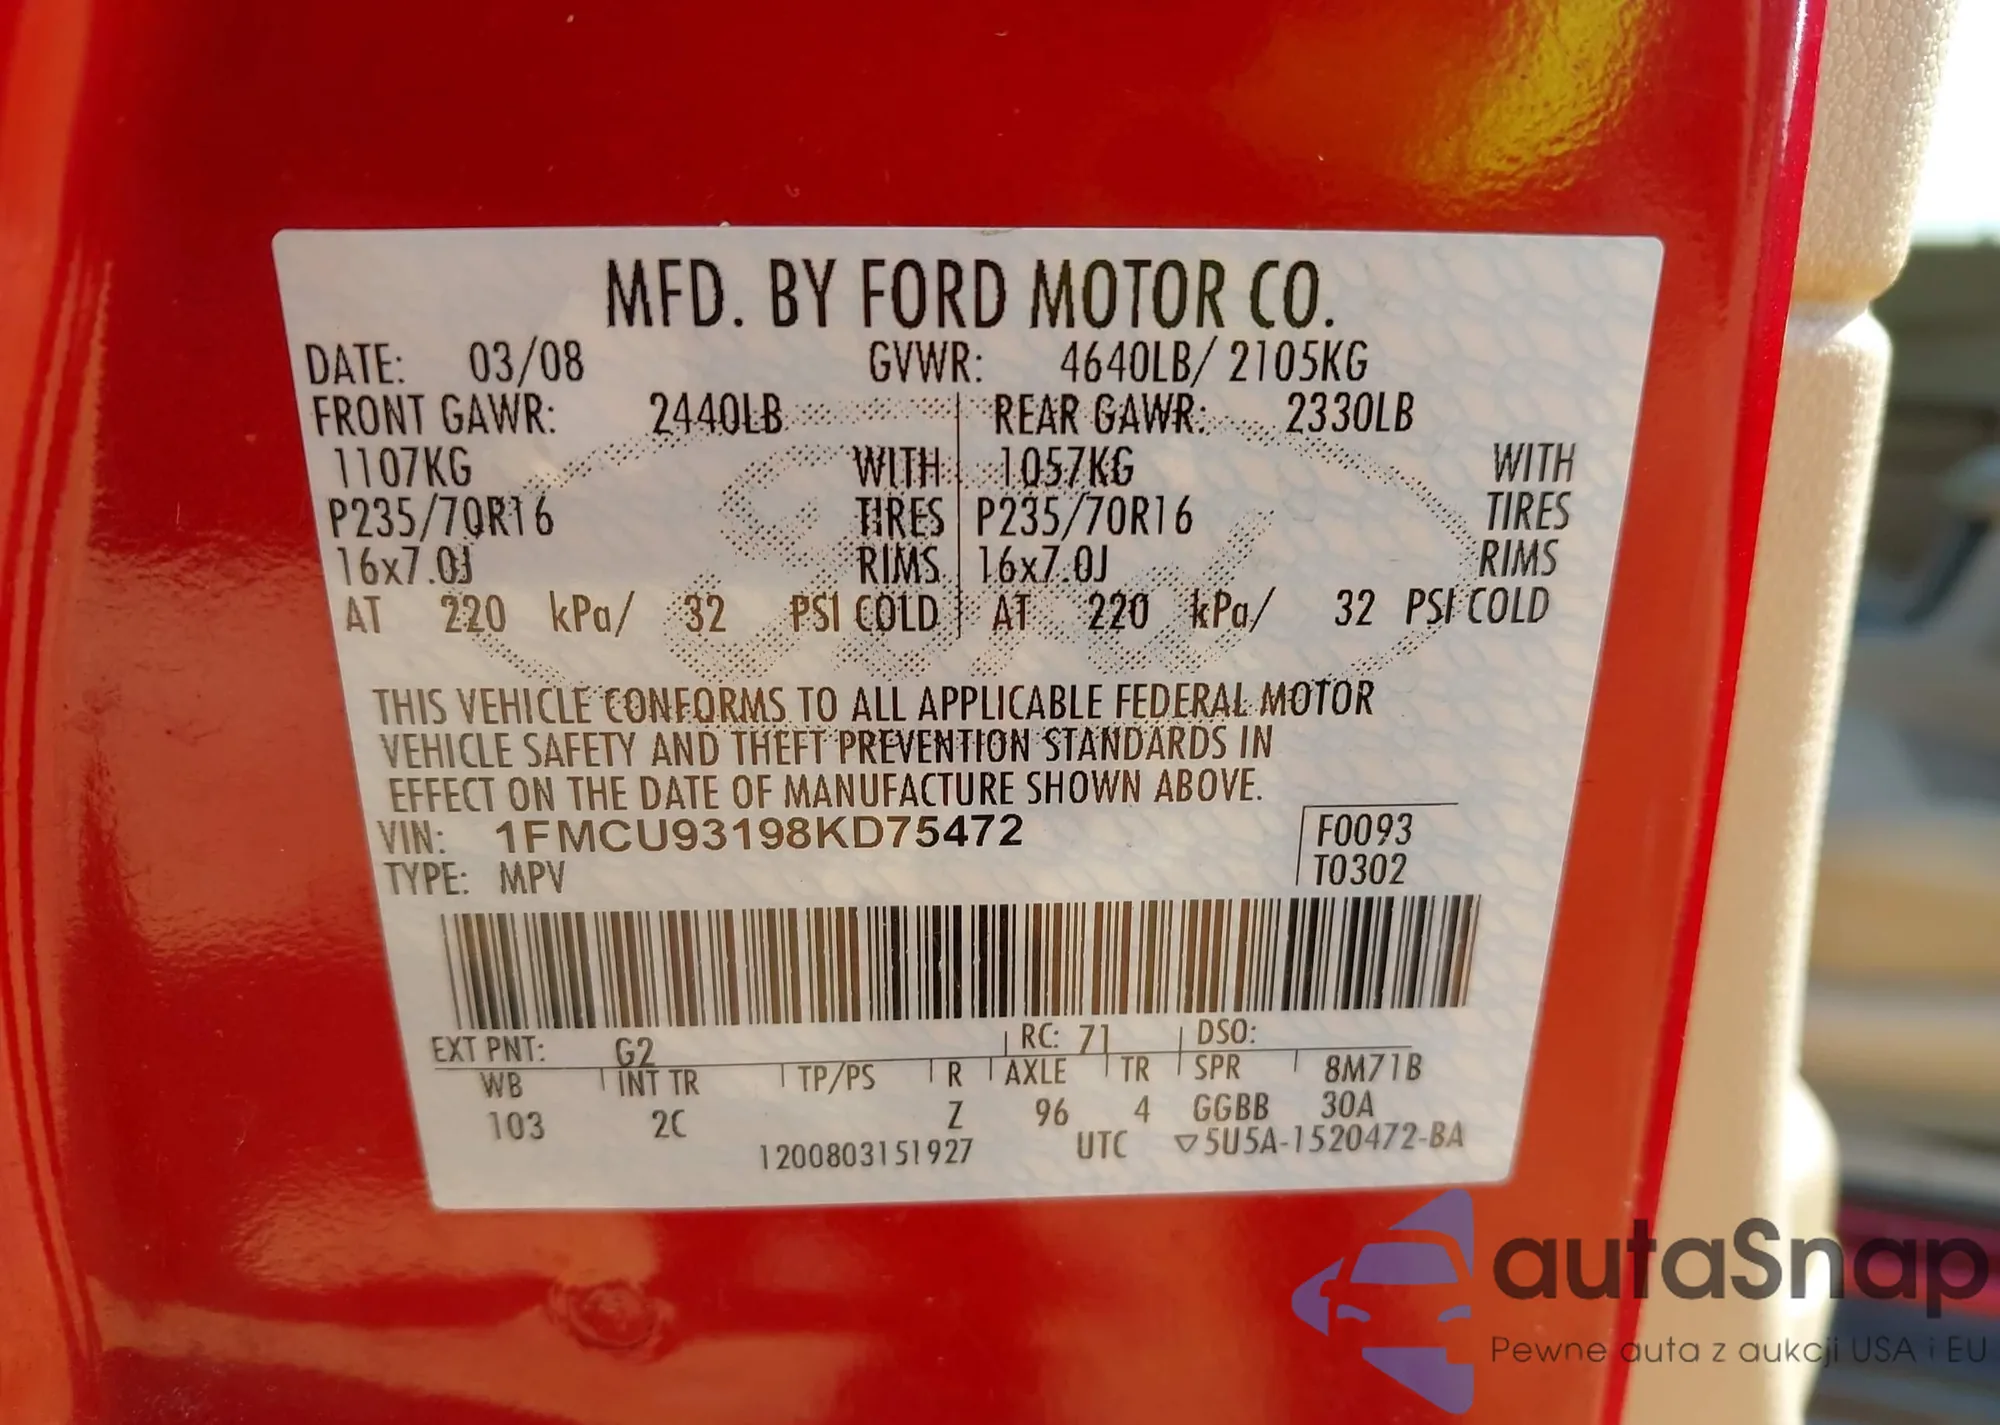 MFD. BY FORD MOTOR CO.
DATE: 03/08 GVWR: 4640LB/ 2105KG
FRONT GAWR: 2440LB REAR GAWR: 2330LB
1107KG WITH 1057KG WITH
P235/70R16 TIRES P235/70R16 TIRES
16x7.0J RIMS 16x7.0J RIMS
AT 220 kPa/ 32 PSI COLD AT 220 kPa/ 32 PSI COLD
THIS VEHICLE CONFORMS TO ALL APPLICABLE FEDERAL MOTOR
VEHICLE SAFETY AND THEFT PREVENTION STANDARDS IN
EFFECT ON THE DATE OF MANUFACTURE SHOWN ABOVE.
VIN: 1FMCU93198KD75472 F0093
TYPE: MPV T0302
EXT PNT: G2 RC: 71 DSO:
WB INT TR TP/PS R AXLE TR SPR 8M71B
103 2C Z 96 4 GGBB 30A
1200803151927 UTC ▽5U5A-1520472-BA
autaSnap
Pewne auta z aukcji USA i EU